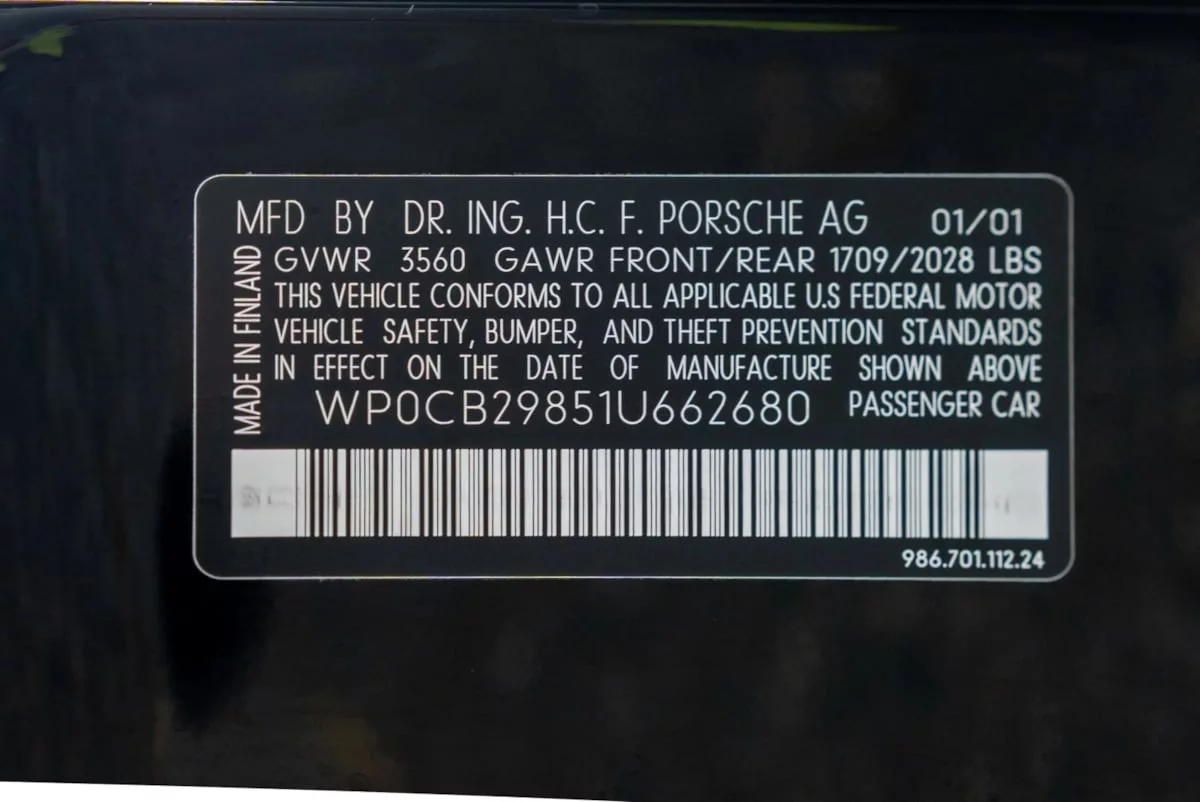 MFD BY DR. ING. H.C. F. PORSCHE AG 01/01
GVWR 3560 GAWR FRONT/REAR 1709/2028 LBS
THIS VEHICLE CONFORMS TO ALL APPLICABLE U.S FEDERAL MOTOR
VEHICLE SAFETY, BUMPER, AND THEFT PREVENTION STANDARDS
IN EFFECT ON THE DATE OF MANUFACTURE SHOWN ABOVE
WP0CB29851U662680 PASSENGER CAR
MADE IN FINLAND
986.701.112.24